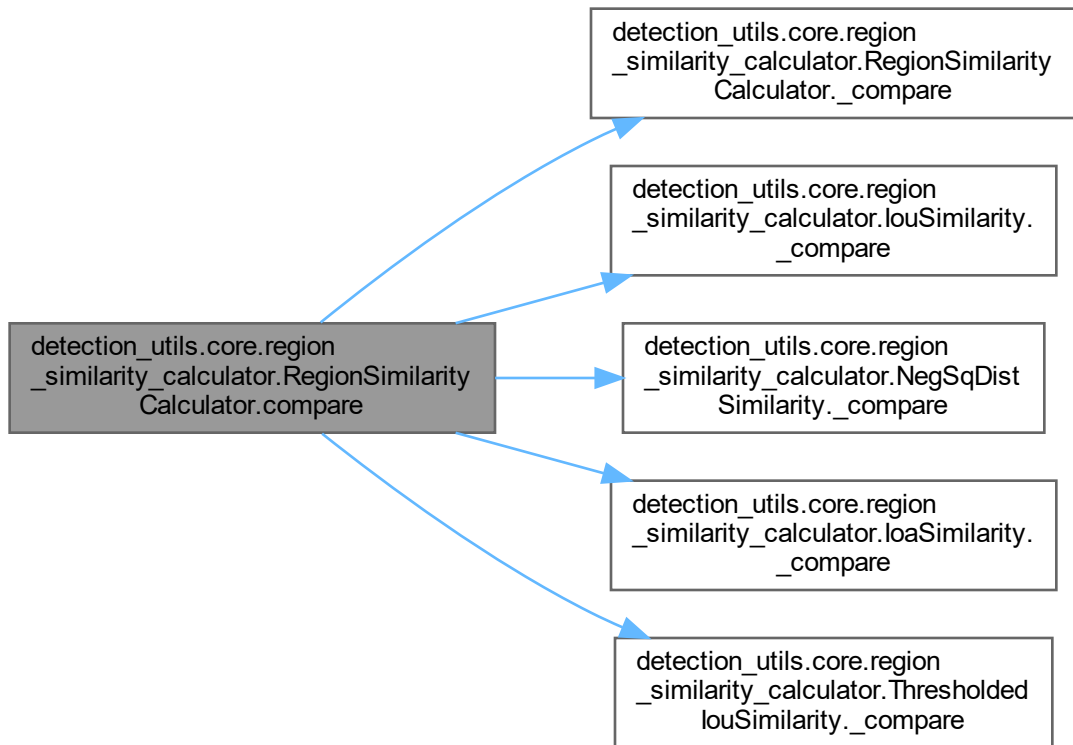 detection_utils.core.region
_similarity_calculator.RegionSimilarity
Calculator._compare
detection_utils.core.region
_similarity_calculator.IouSimilarity.
_compare
detection_utils.core.region
_similarity_calculator.RegionSimilarity
Calculator.compare
detection_utils.core.region
_similarity_calculator.NegSqDist
Similarity._compare
detection_utils.core.region
_similarity_calculator.IoaSimilarity.
_compare
detection_utils.core.region
_similarity_calculator.Thresholded
IouSimilarity._compare